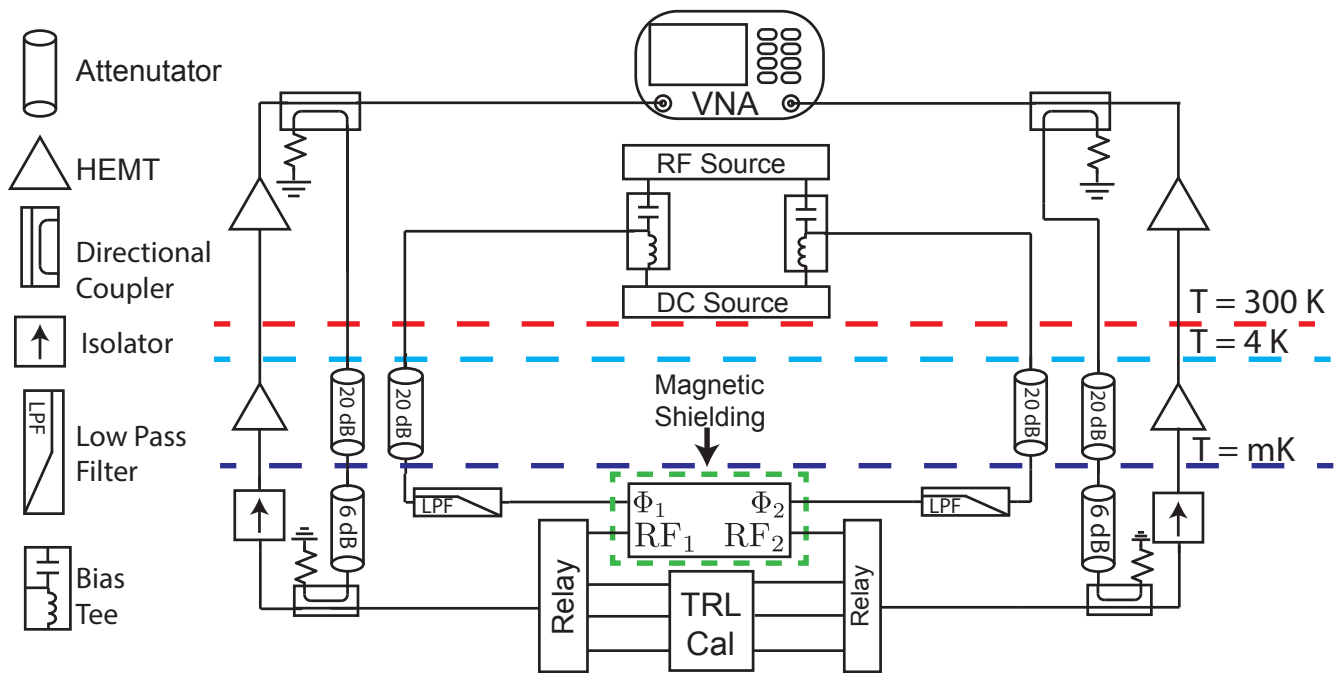 Attenutator
HEMT
Directional
Coupler
Isolator
LPF
Low Pass
Filter
Bias
Tee
VNA
RF Source
DC Source
T = 300 K
T = 4 K
T = mK
20 dB
20 dB
Magnetic
Shielding
20 dB
20 dB
6 dB
LPF
Φ1
Φ2
RF1
RF2
LPF
6 dB
Relay
TRL
Cal
Relay